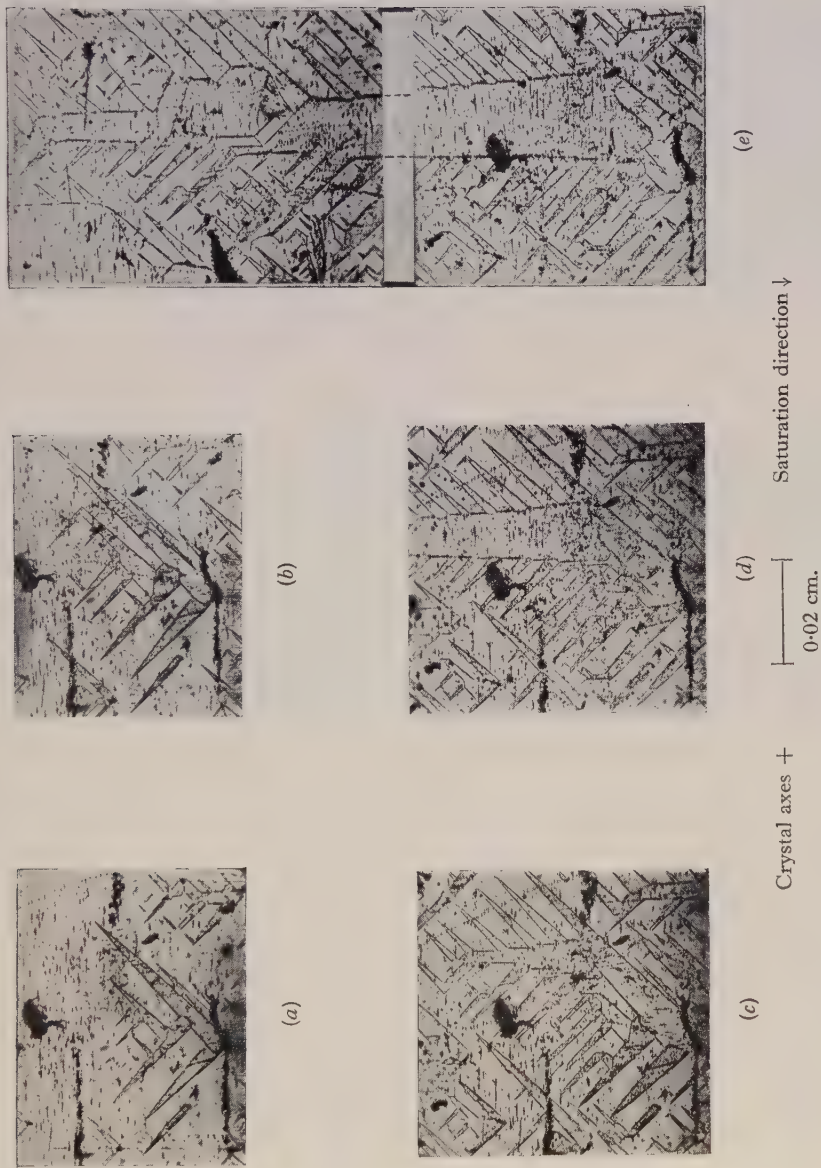 (a)
(b)
(c)
(d)
(e)
Crystal axes +
0·02 cm.
Saturation direction ↓